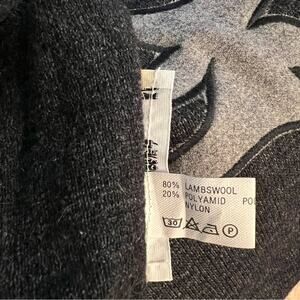 80% LAMBSWOOL
20% POLYAMID PO
NYLON
30 P